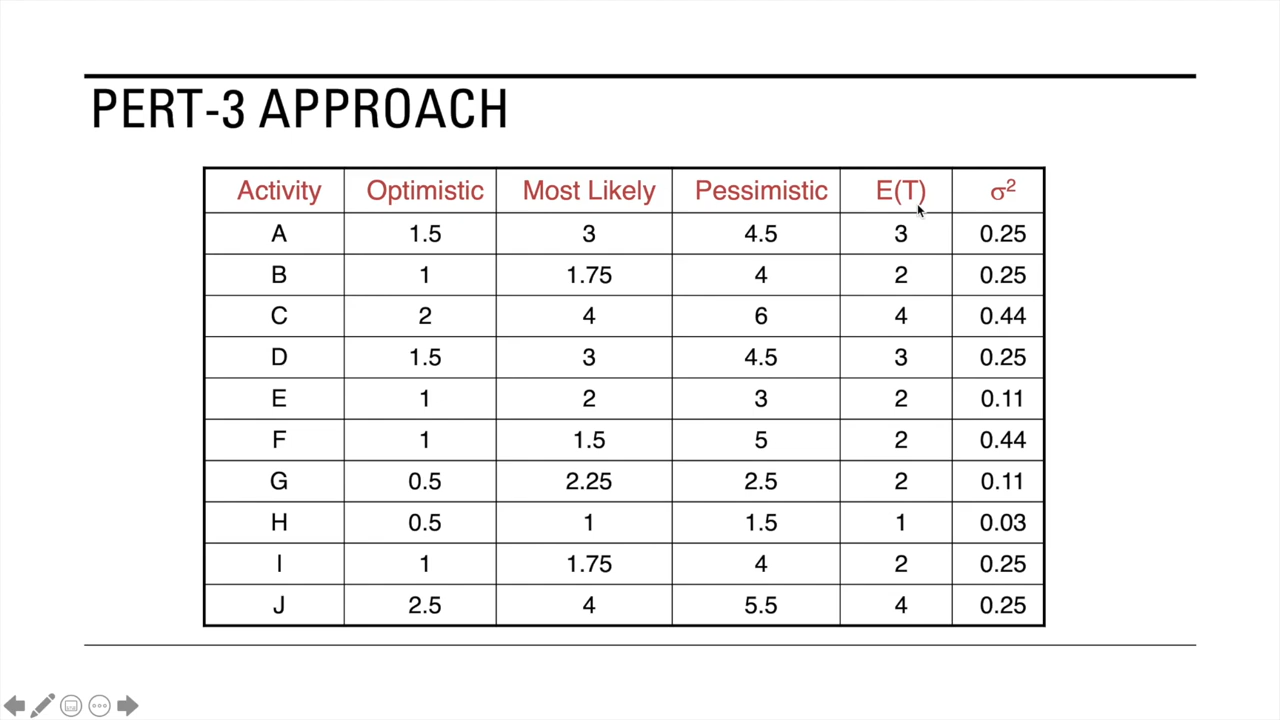 PERT-3 APPROACH
Activity Optimistic Most Likely Pessimistic E(T) σ²
A 1.5 3 4.5 3 0.25
B 1 1.75 4 2 0.25
C 2 4 6 4 0.44
D 1.5 3 4.5 3 0.25
E 1 2 3 2 0.11
F 1 1.5 5 2 0.44
G 0.5 2.25 2.5 2 0.11
H 0.5 1 1.5 1 0.03
I 1 1.75 4 2 0.25
J 2.5 4 5.5 4 0.25